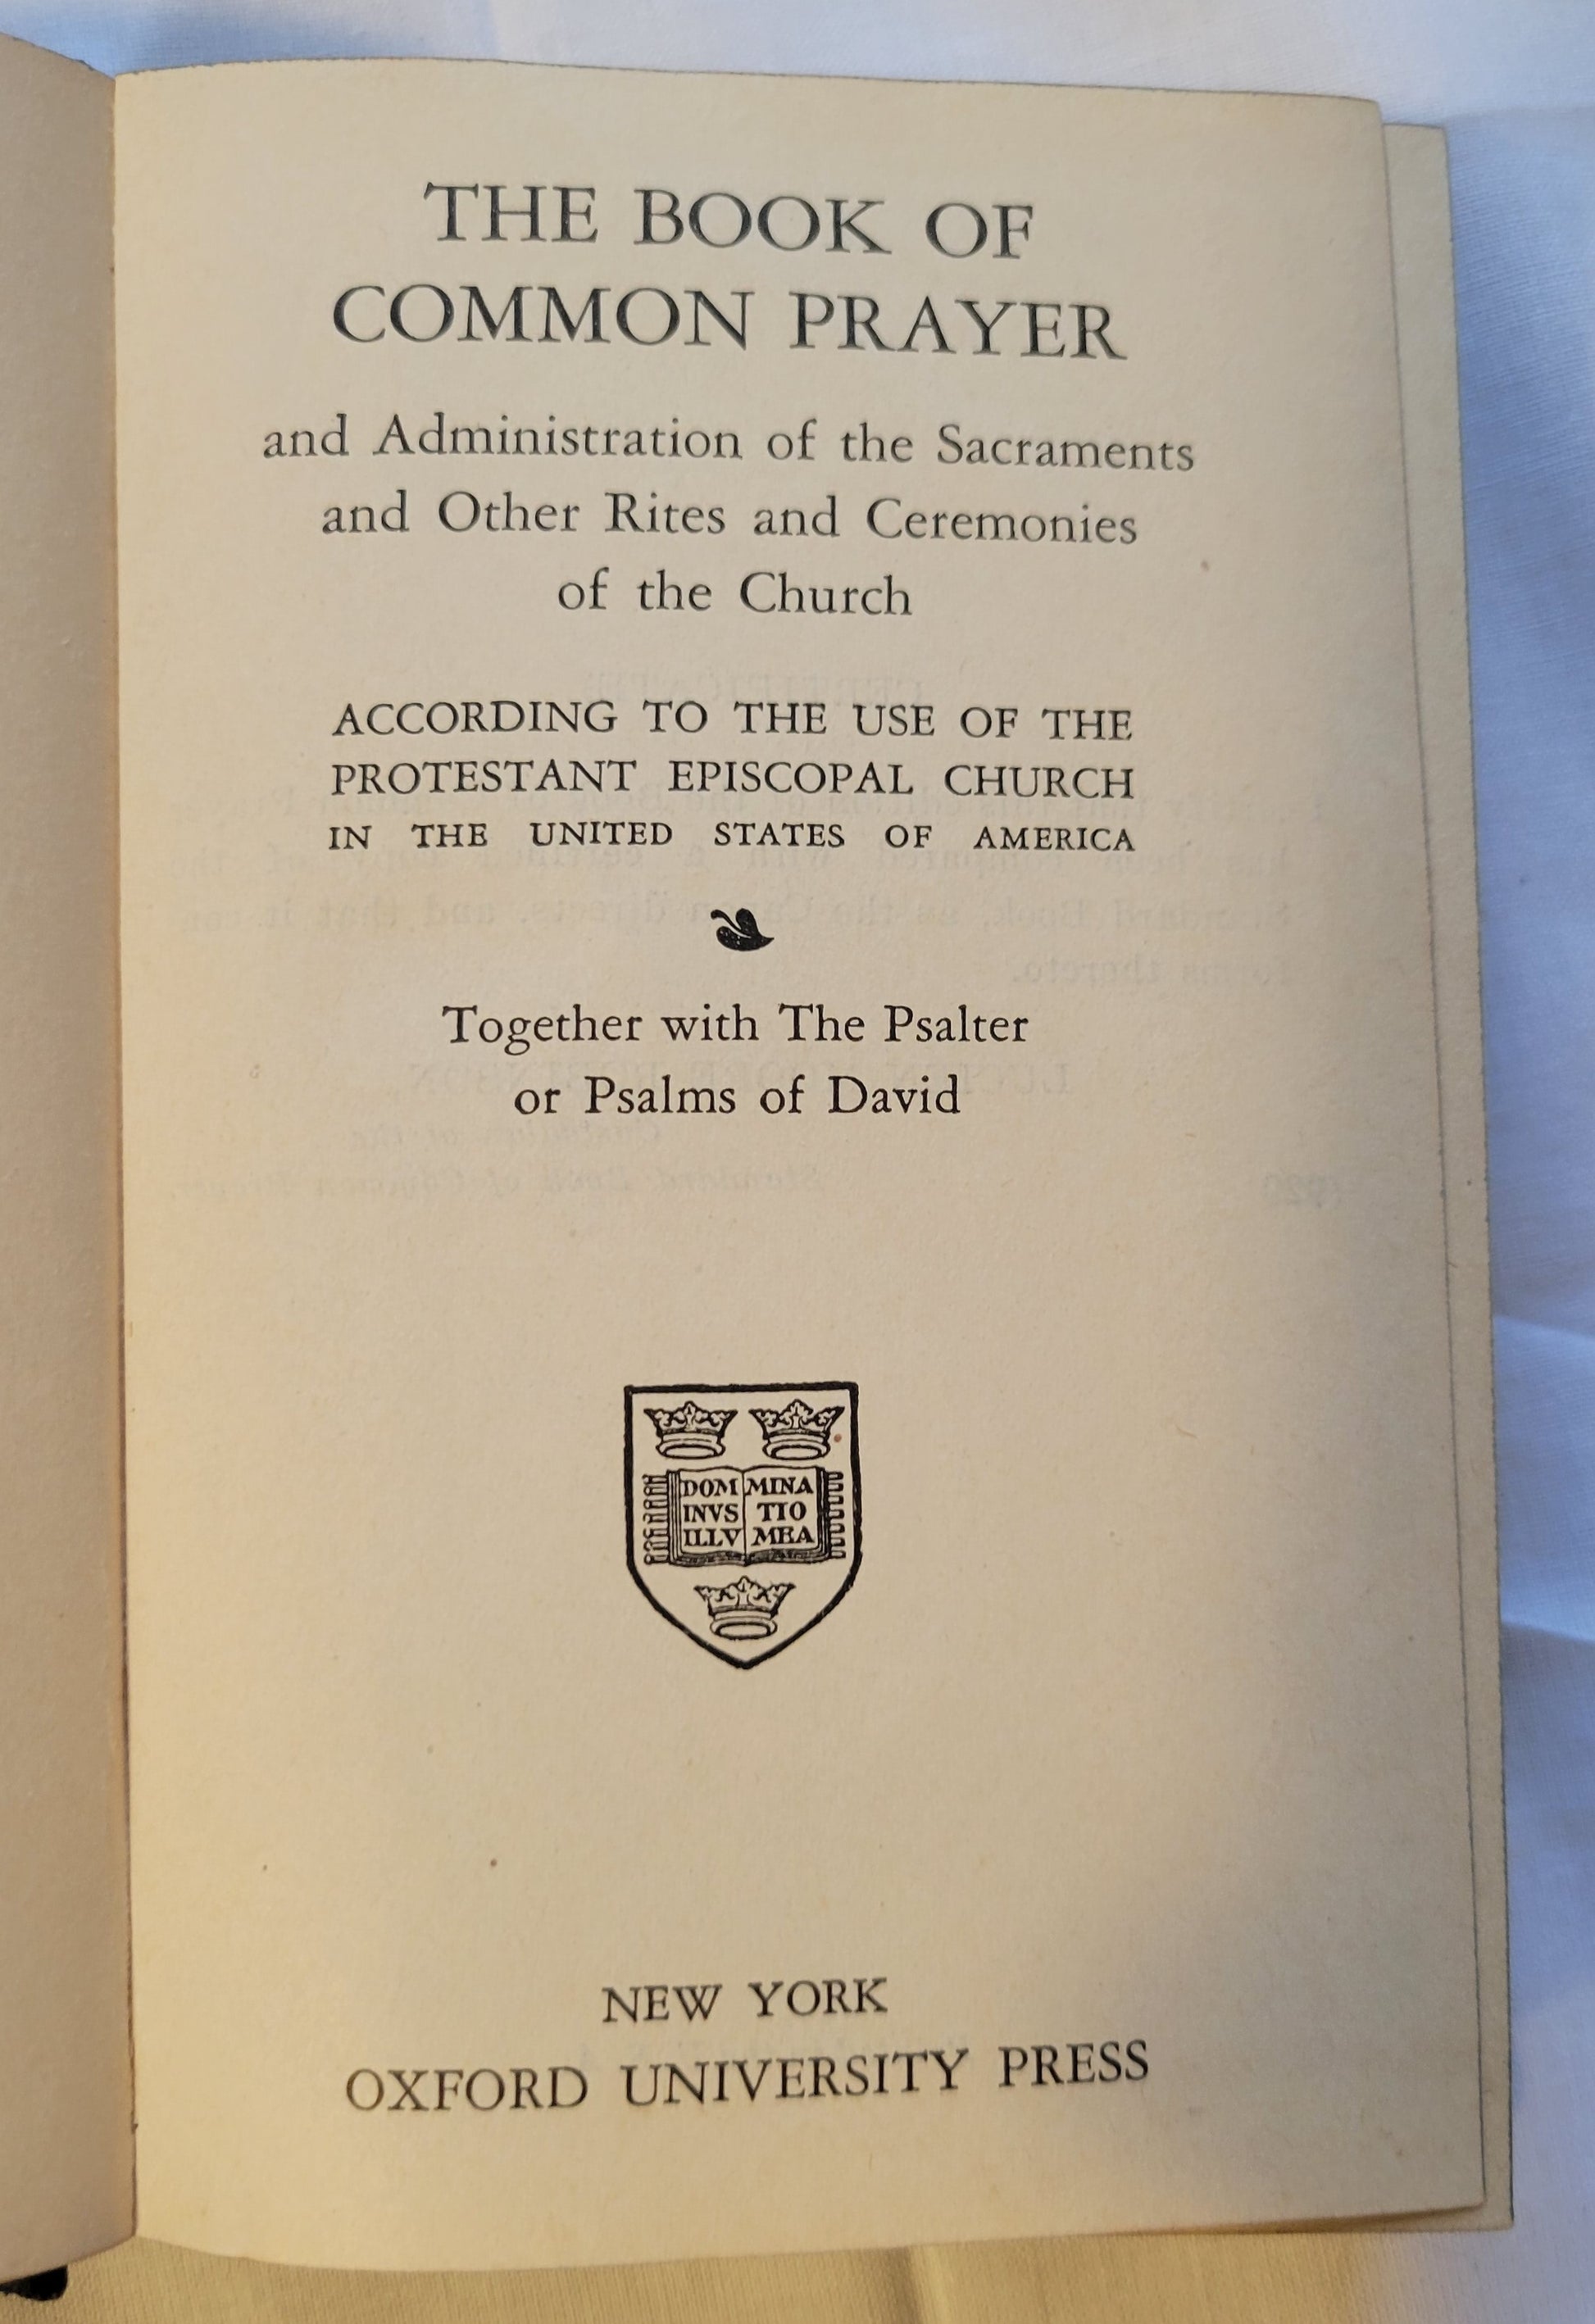 THE BOOK OF
COMMON PRAYER
and Administration of the Sacraments
and Other Rites and Ceremonies
of the Church
ACCORDING TO THE USE OF THE
PROTESTANT EPISCOPAL CHURCH
IN THE UNITED STATES OF AMERICA
Together with The Psalter
or Psalms of David
DOM MINA
INVS TIO
ILLV MEA
NEW YORK
OXFORD UNIVERSITY PRESS